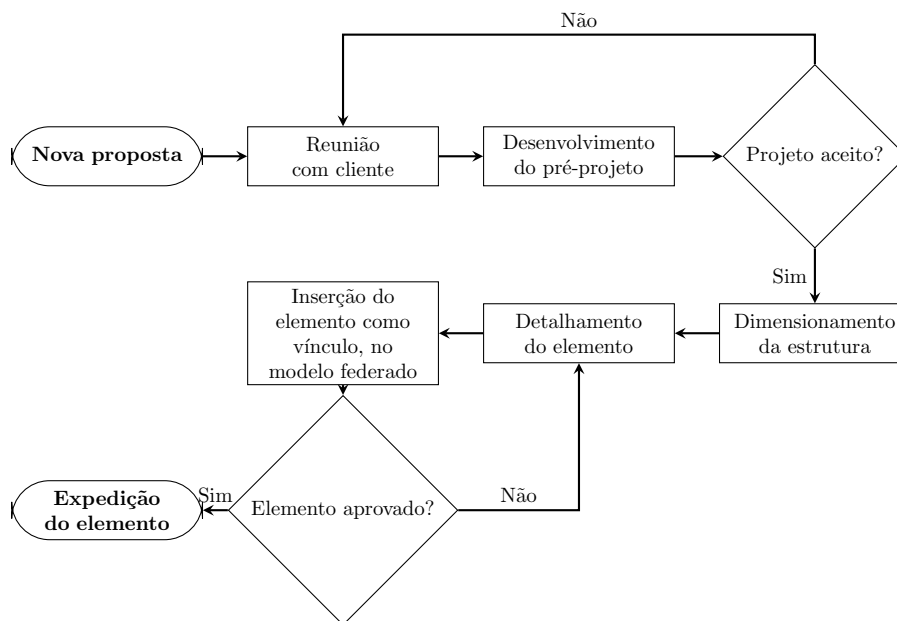 Não
Nova proposta
Reunião
com cliente
Desenvolvimento
do pré-projeto
Projeto aceito?
Sim
Inserção do
elemento como
vínculo, no
modelo federado
Detalhamento
do elemento
Dimensionamento
da estrutura
Expedição
do elemento
Sim
Elemento aprovado?
Não